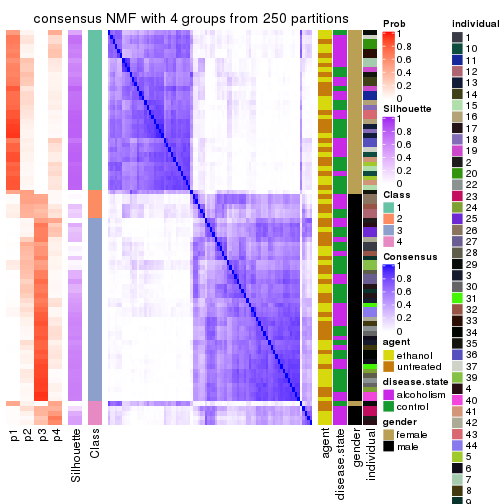 consensus NMF with 4 groups from 250 partitions
p1
p2
p3
p4
Silhouette
Class
agent
disease.state
gender
individual
Prob
1
0.8
0.6
0.4
0.2
0
Silhouette
1
0.8
0.6
0.4
0.2
0
Class
1
2
3
4
Consensus
1
0.8
0.6
0.4
0.2
0
agent
ethanol
untreated
disease.state
alcoholism
control
gender
female
male
individual
1
10
11
12
13
14
15
16
17
18
19
2
20
22
23
24
25
26
27
28
29
3
30
31
32
33
34
35
36
37
39
4
40
41
42
43
44
5
6
7
8
9